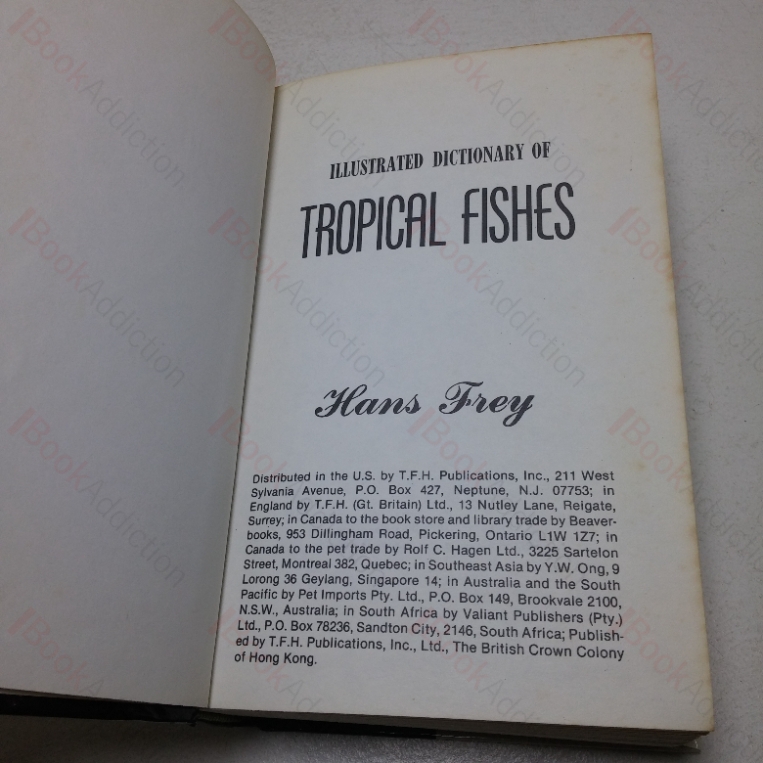 ILLUSTRATED DICTIONARY OF
TROPICAL FISHES
Hans Frey
Distributed in the U.S. by T.F.H. Publications, Inc., 211 West
Sylvania Avenue, P.O. Box 427, Neptune, N.J. 07753; in
England by T.F.H. (Gt. Britain) Ltd., 13 Nutley Lane, Reigate,
Surrey; in Canada to the book store and library trade by Beaver-
books, 953 Dillingham Road, Pickering, Ontario L1W 1Z7; in
Canada to the pet trade by Rolf C. Hagen Ltd., 3225 Sartelon
Street, Montreal 382, Quebec; in Southeast Asia by Y.W. Ong, 9
Lorong 36 Geylang, Singapore 14; in Australia and the South
Pacific by Pet Imports Pty. Ltd., P.O. Box 149, Brookvale 2100,
N.S.W., Australia; in South Africa by Valiant Publishers (Pty.)
Ltd., P.O. Box 78236, Sandton City, 2146, South Africa; Publish-
ed by T.F.H. Publications, Inc., Ltd., The British Crown Colony
of Hong Kong.
BookAddiction